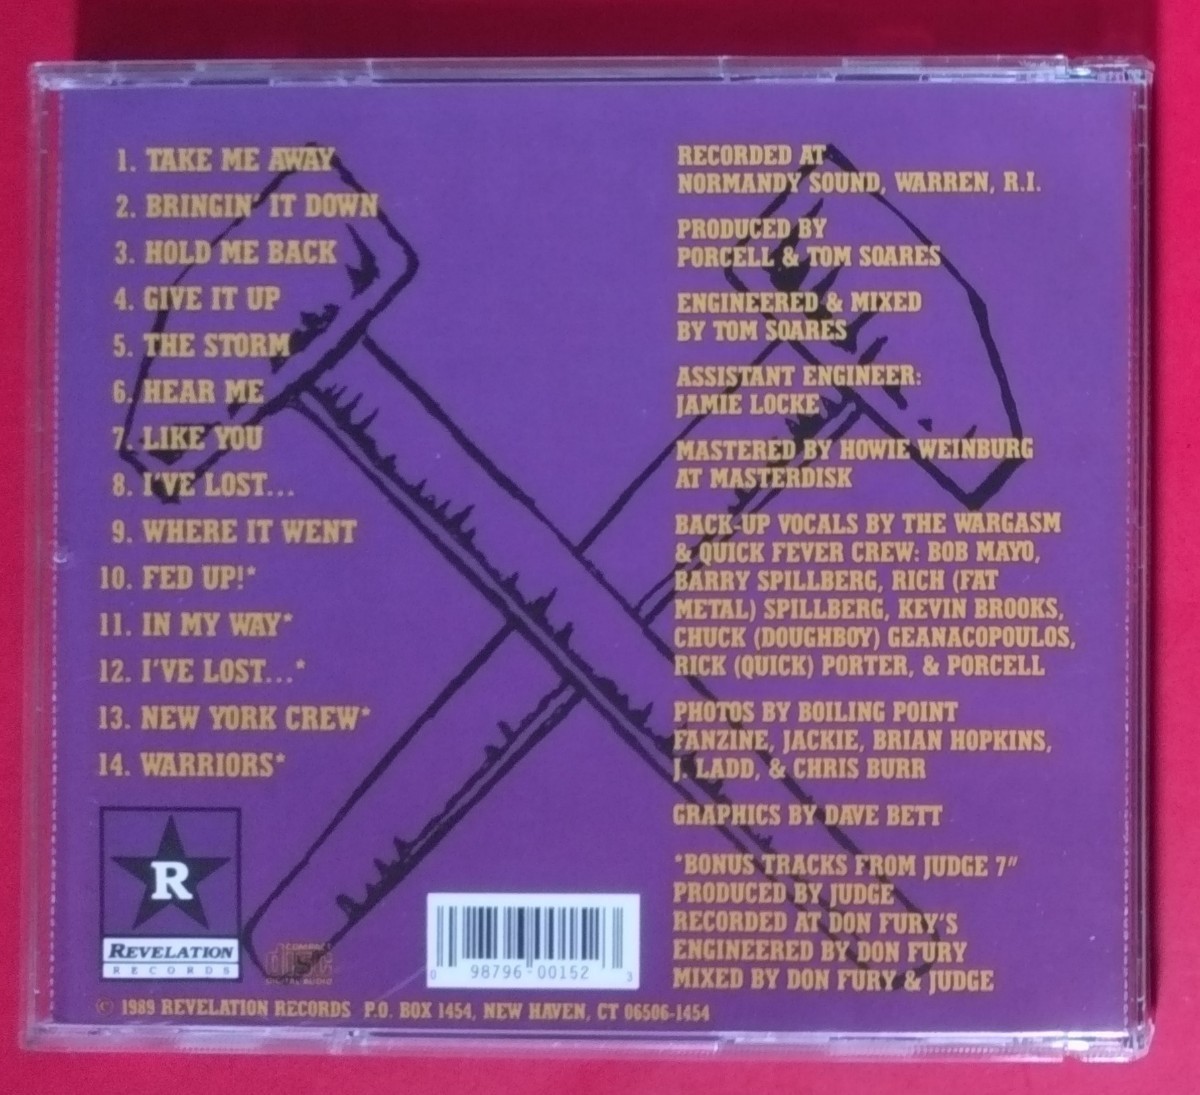 1. TAKE ME AWAY
2. BRINGIN' IT DOWN
3. HOLD ME BACK
4. GIVE IT UP
5. THE STORM
6. HEAR ME
7. LIKE YOU
8. I'VE LOST...
9. WHERE IT WENT
10. FED UP!*
11. IN MY WAY*
12. I'VE LOST...*
13. NEW YORK CREW*
14. WARRIORS*
RECORDED AT
NORMANDY SOUND, WARREN, R.I.
PRODUCED BY
PORCELL & TOM SOARES
ENGINEERED & MIXED
BY TOM SOARES
ASSISTANT ENGINEER:
JAMIE LOCKE
MASTERED BY HOWIE WEINBURG
AT MASTERDISK
BACK-UP VOCALS BY THE WARGASM
& QUICK FEVER CREW: BOB MAYO,
BARRY SPILLBERG, RICH (FAT
METAL) SPILLBERG, KEVIN BROOKS,
CHUCK (DOUGHBOY) GEANACOPOULOS,
RICK (QUICK) PORTER, & PORCELL
PHOTOS BY BOILING POINT
FANZINE, JACKIE, BRIAN HOPKINS,
J. LADD, & CHRIS BURR
GRAPHICS BY DAVE BETT
*BONUS TRACKS FROM JUDGE 7"
PRODUCED BY JUDGE
RECORDED AT DON FURY'S
ENGINEERED BY DON FURY
MIXED BY DON FURY & JUDGE
R
REVELATION
RECORDS
COMPACT
disc
DIGITAL AUDIO
0 98796-00152 3
© 1989 REVELATION RECORDS P.O. BOX 1454, NEW HAVEN, CT 06506-1454